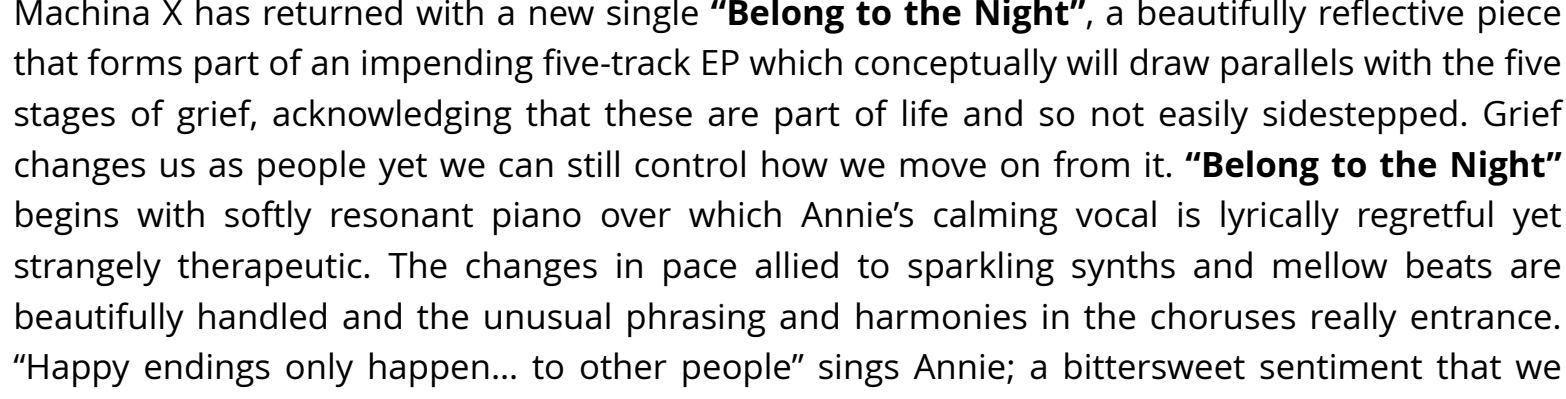 Machina X has returned with a new single “Belong to the Night”, a beautifully reflective piece
that forms part of an impending five-track EP which conceptually will draw parallels with the five
stages of grief, acknowledging that these are part of life and so not easily sidestepped. Grief
changes us as people yet we can still control how we move on from it. “Belong to the Night”
begins with softly resonant piano over which Annie’s calming vocal is lyrically regretful yet
strangely therapeutic. The changes in pace allied to sparkling synths and mellow beats are
beautifully handled and the unusual phrasing and harmonies in the choruses really entrance.
“Happy endings only happen… to other people” sings Annie; a bittersweet sentiment that we